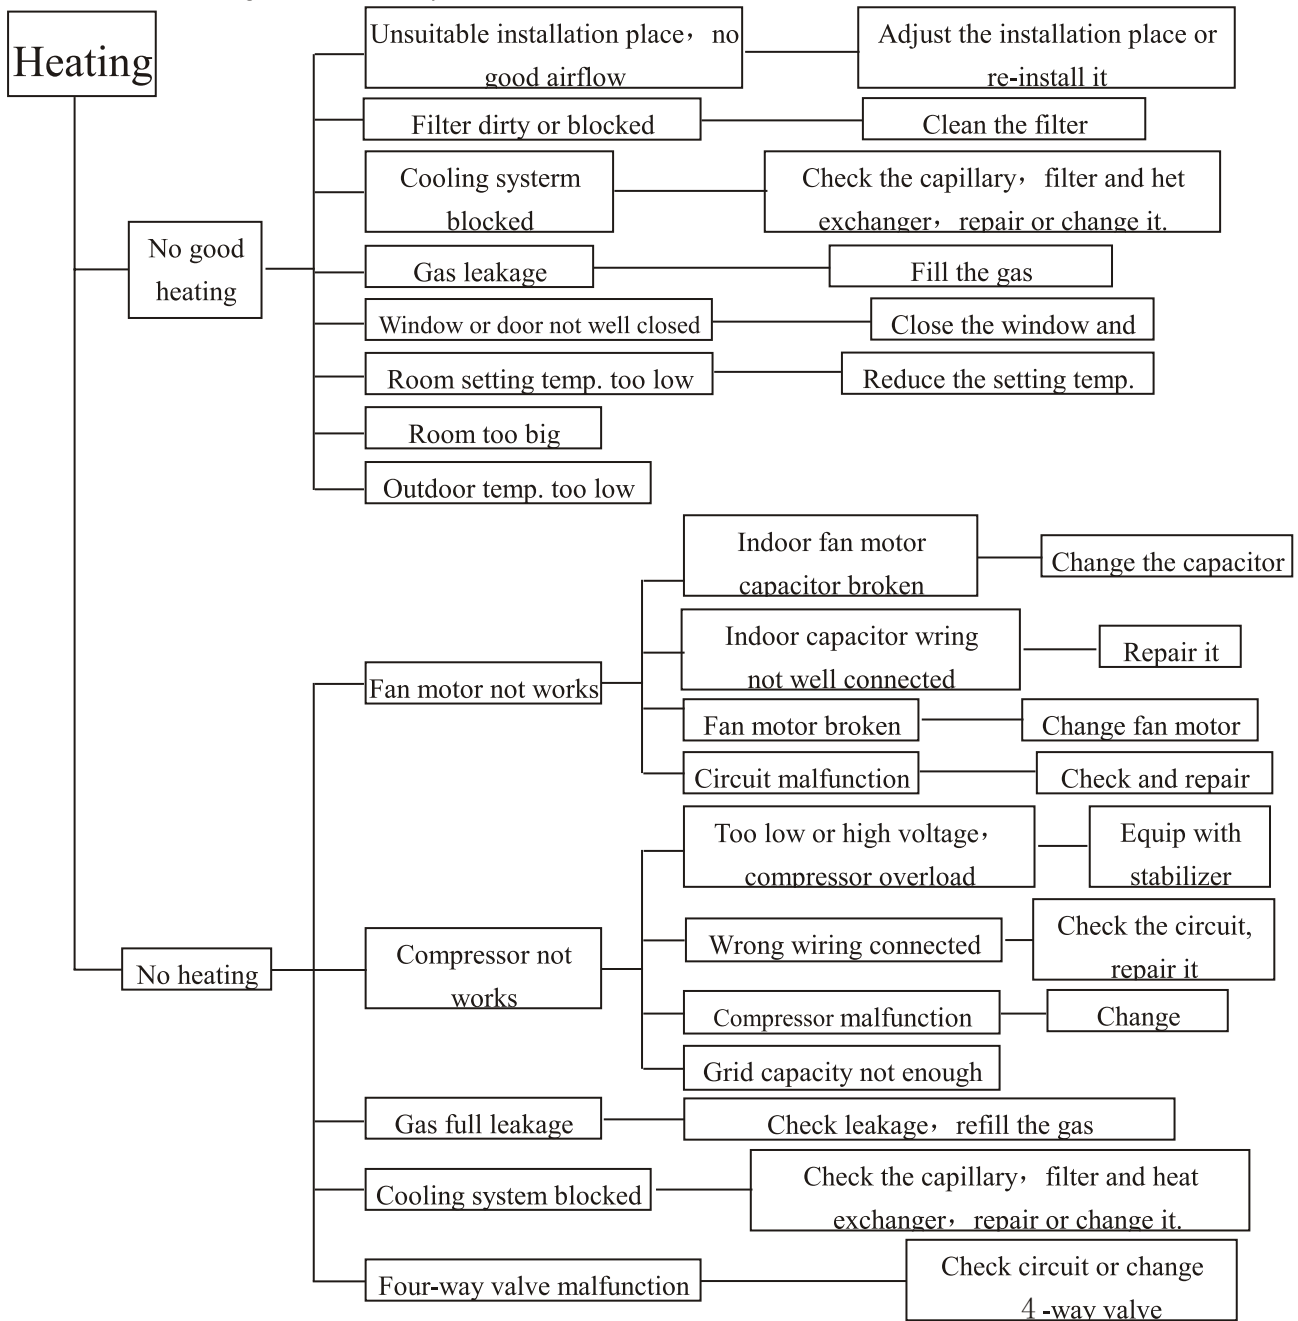 Heating
Unsuitable installation place，no
good airflow
Adjust the installation place or
re-install it
Filter dirty or blocked
Clean the filter
Cooling systerm
blocked
Check the capillary，filter and het
exchanger，repair or change it.
No good
heating
Gas leakage
Fill the gas
Window or door not well closed
Close the window and
Room setting temp. too low
Reduce the setting temp.
Room too big
Outdoor temp. too low
Indoor fan motor
capacitor broken
Change the capacitor
Indoor capacitor wring
not well connected
Repair it
Fan motor not works
Fan motor broken
Change fan motor
Circuit malfunction
Check and repair
Too low or high voltage，
compressor overload
Equip with
stabilizer
Wrong wiring connected
Check the circuit,
repair it
No heating
Compressor not
works
Compressor malfunction
Change
Grid capacity not enough
Gas full leakage
Check leakage，refill the gas
Cooling system blocked
Check the capillary，filter and heat
exchanger，repair or change it.
Four-way valve malfunction
Check circuit or change
４-way valve